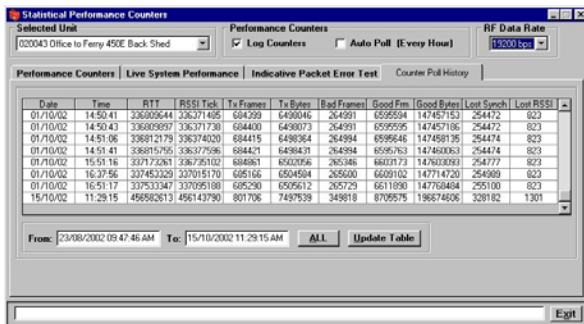 Statistical Performance Counters
Selected Unit Performance Counters RF Data Rate
020043 Office to Ferry 450E Back Shed Log Counters Auto Poll (Every Hour) 19200 bps
Performance Counters Live System Performance Indicative Packet Error Test Counter Poll History
Date Time RTT RSSI Tick Tx Frames Tx Bytes Bad Frames Good Frm Good Bytes Lost Synch Lost RSSI
01/10/02 14:50:41 336809644 336371485 684399 6498046 264991 6595594 147457153 254472 823
01/10/02 14:50:43 336809897 336371738 684400 6498073 264991 6595595 147457186 254472 823
01/10/02 14:51:06 336812179 336374020 684415 6498364 264994 6595646 147458135 254474 823
01/10/02 14:51:41 336815755 336377596 684421 6498431 264994 6595763 147460063 254474 823
01/10/02 15:51:16 337173261 336735102 684861 6502056 265346 6603173 147603093 254777 823
01/10/02 16:37:56 337453329 337015170 685166 6504584 265600 6609102 147714720 254989 823
01/10/02 16:51:17 337533347 337095188 685290 6505612 265729 6611890 147768484 255100 823
15/10/02 11:29:15 456582613 456143790 801706 7497539 349818 8705575 196674606 328182 1301
From: 23/08/2002 09:47:46 AM To: 15/10/2002 11:29:15 AM ALL Update Table
Exit